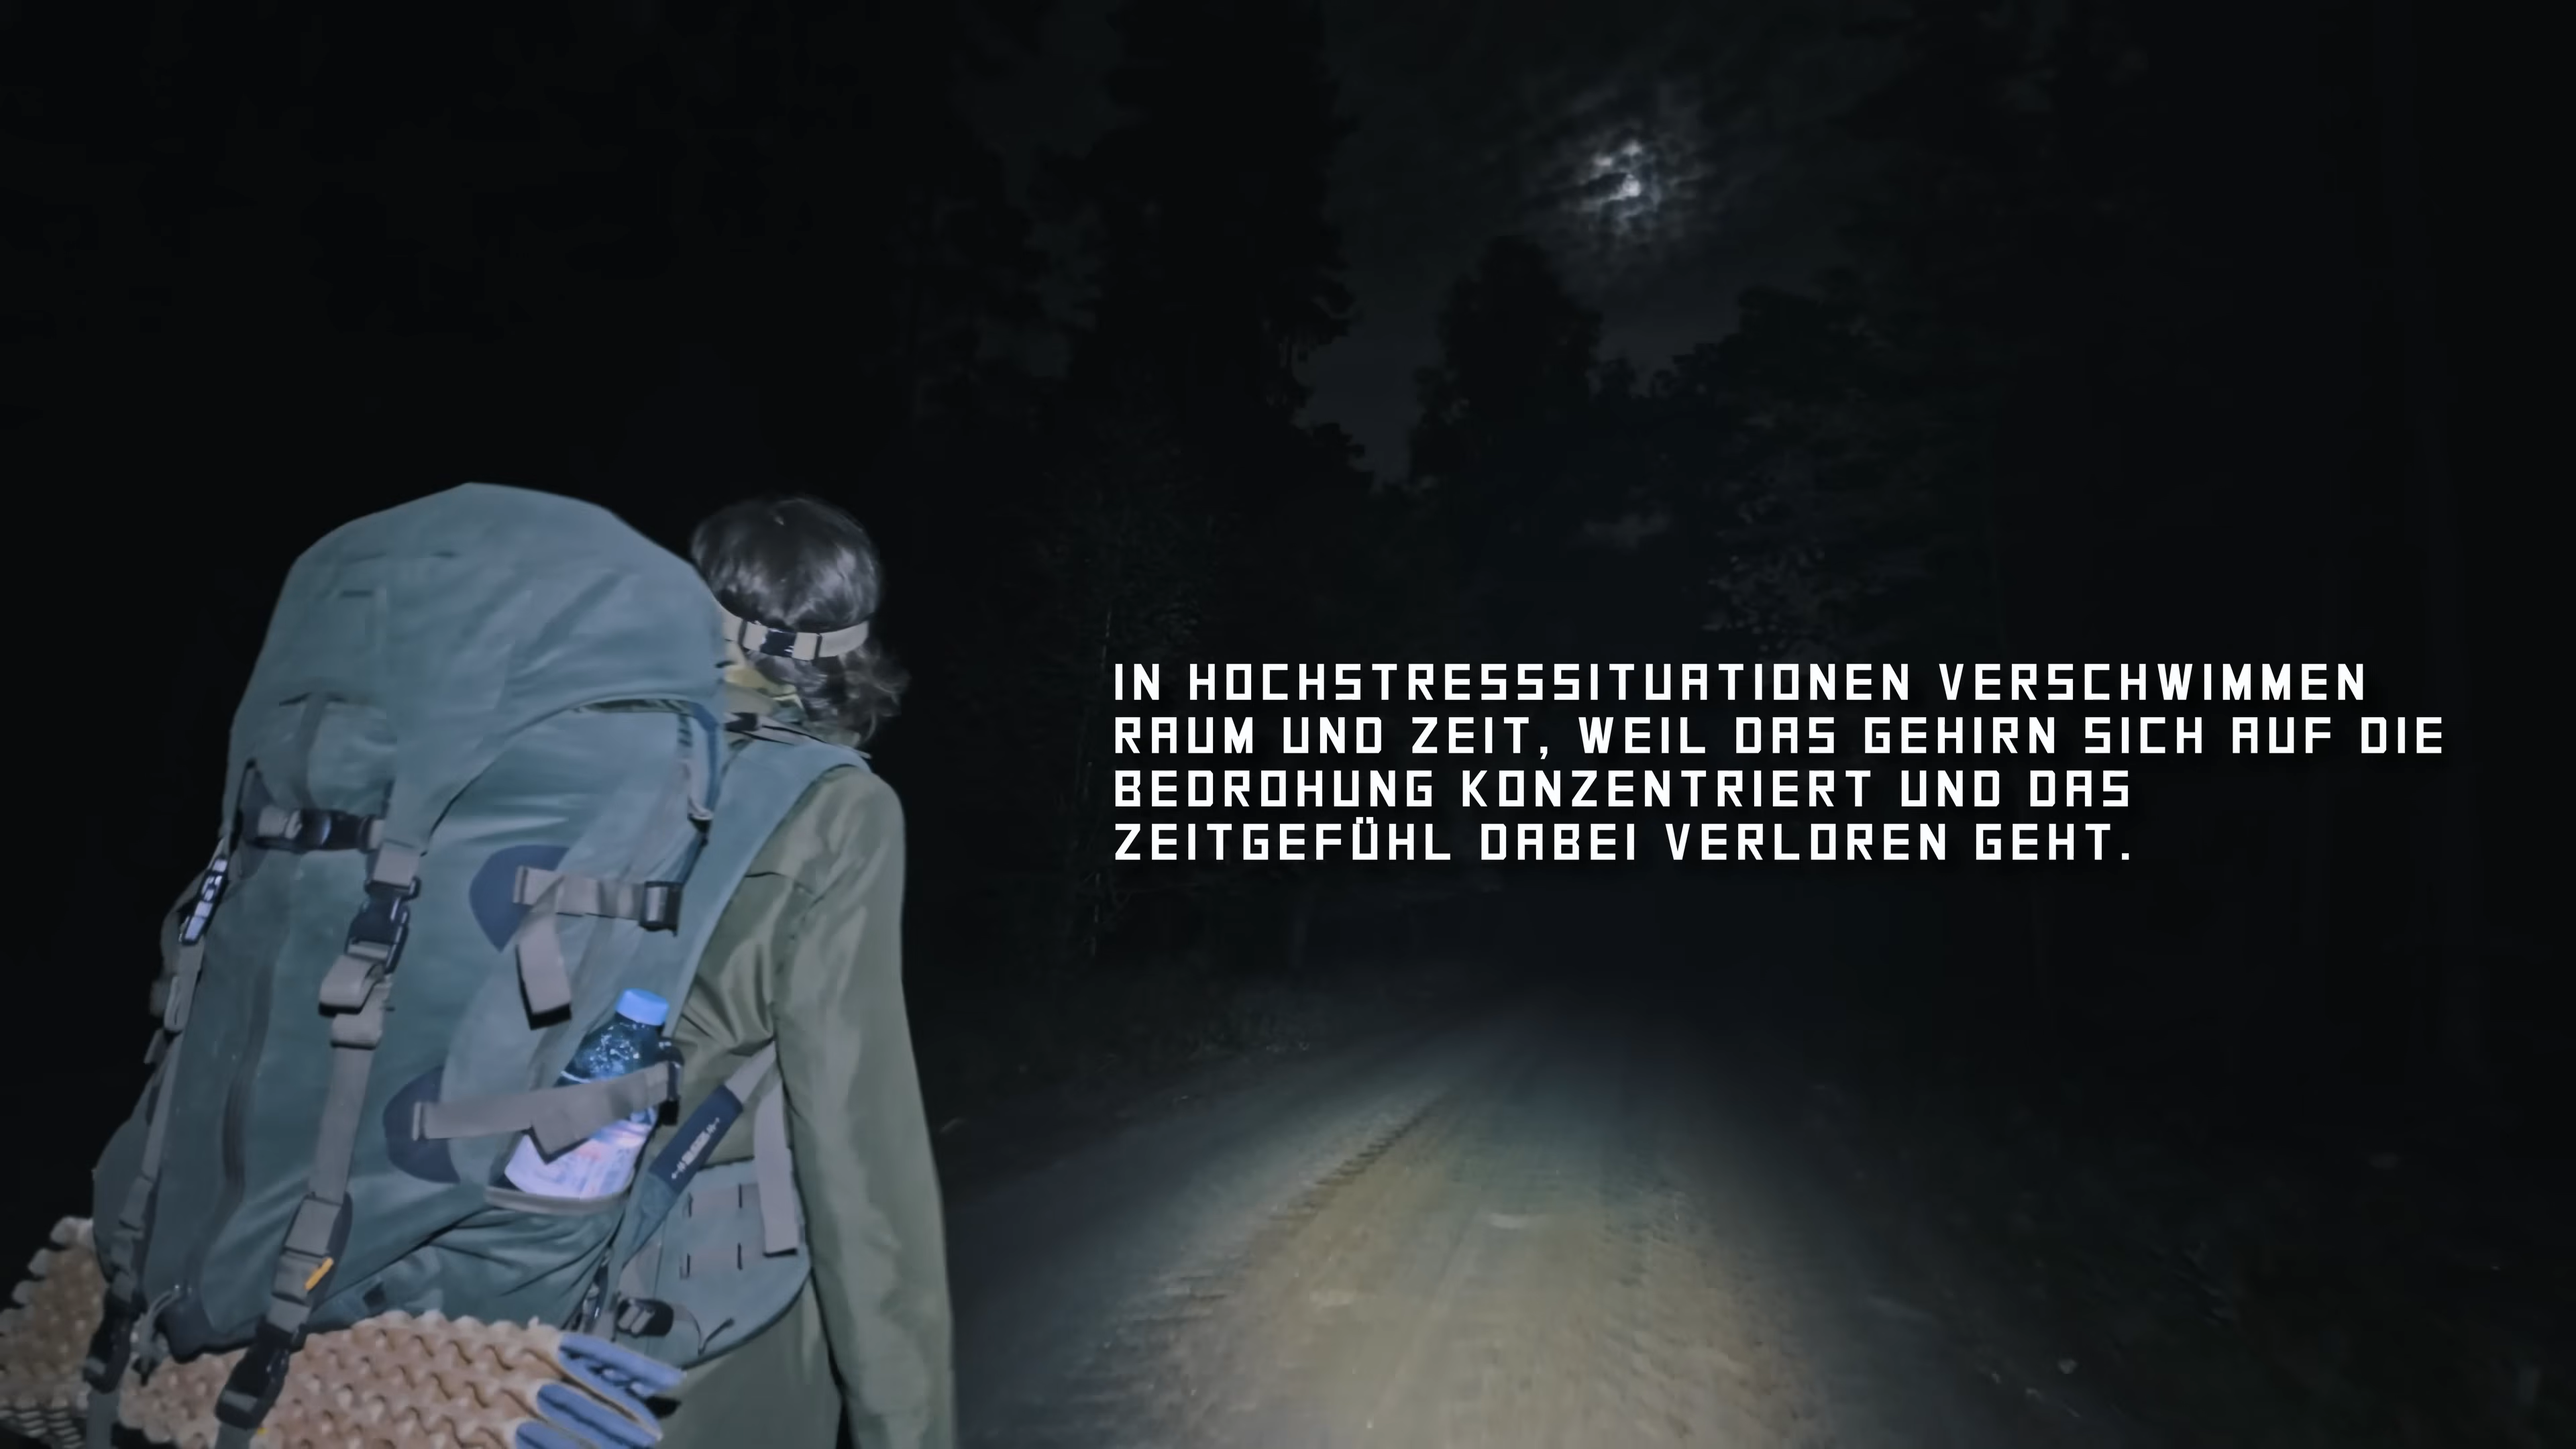 IN HOCHSTRESSSITUATIONEN VERSCHWIMMEN
RAUM UND ZEIT, WEIL DAS GEHIRN SICH AUF DIE
BEDROHUNG KONZENTRIERT UND DAS
ZEITGEFÜHL DABEI VERLOREN GEHT.